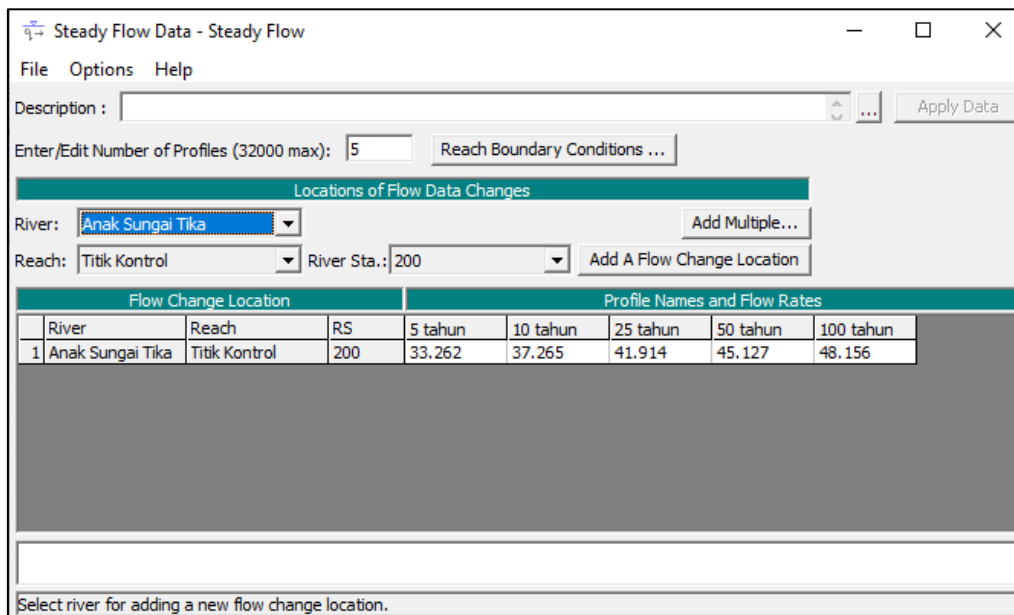 Steady Flow Data - Steady Flow
File Options Help
Description : ... Apply Data
Enter/Edit Number of Profiles (32000 max): 5 Reach Boundary Conditions ...
Locations of Flow Data Changes
River: Anak Sungai Tika Add Multiple...
Reach: Titik Kontrol River Sta.: 200 Add A Flow Change Location
Flow Change Location Profile Names and Flow Rates
River Reach RS 5 tahun 10 tahun 25 tahun 50 tahun 100 tahun
1 Anak Sungai Tika Titik Kontrol 200 33.262 37.265 41.914 45.127 48.156
Select river for adding a new flow change location.